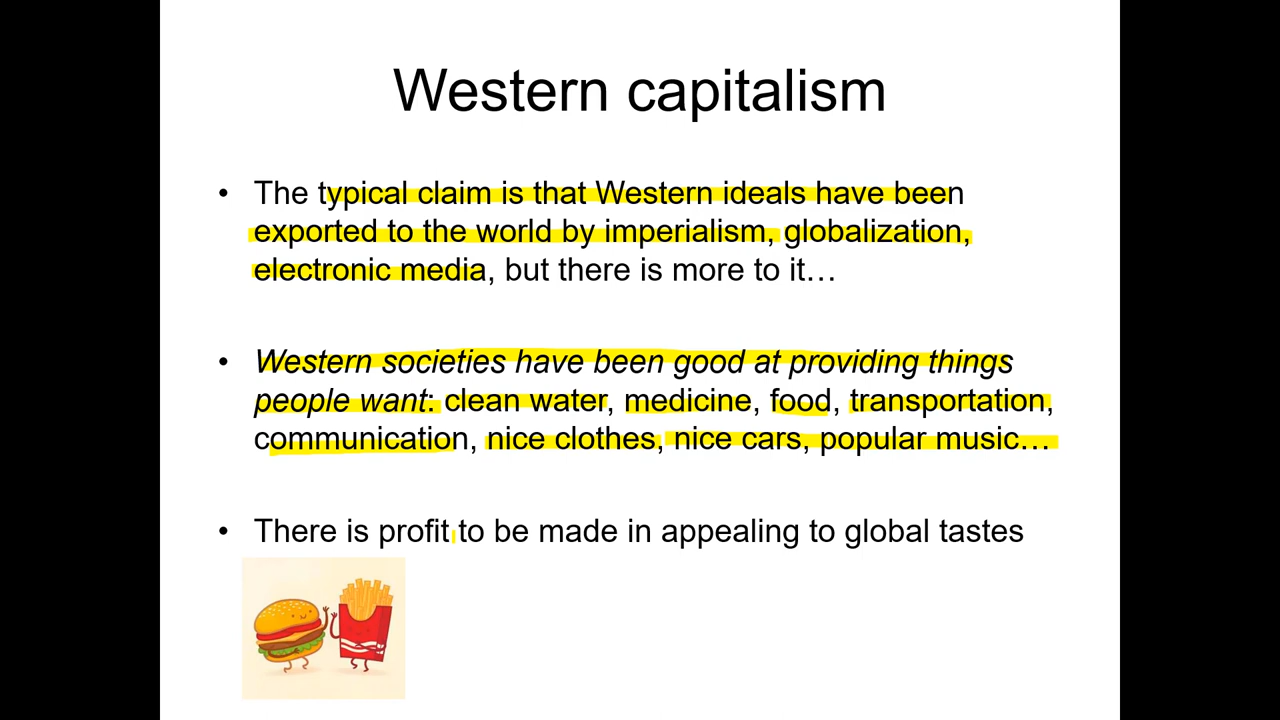 Western capitalism
• The typical claim is that Western ideals have been
exported to the world by imperialism, globalization,
electronic media, but there is more to it…
• Western societies have been good at providing things
people want: clean water, medicine, food, transportation,
communication, nice clothes, nice cars, popular music…
• There is profit to be made in appealing to global tastes